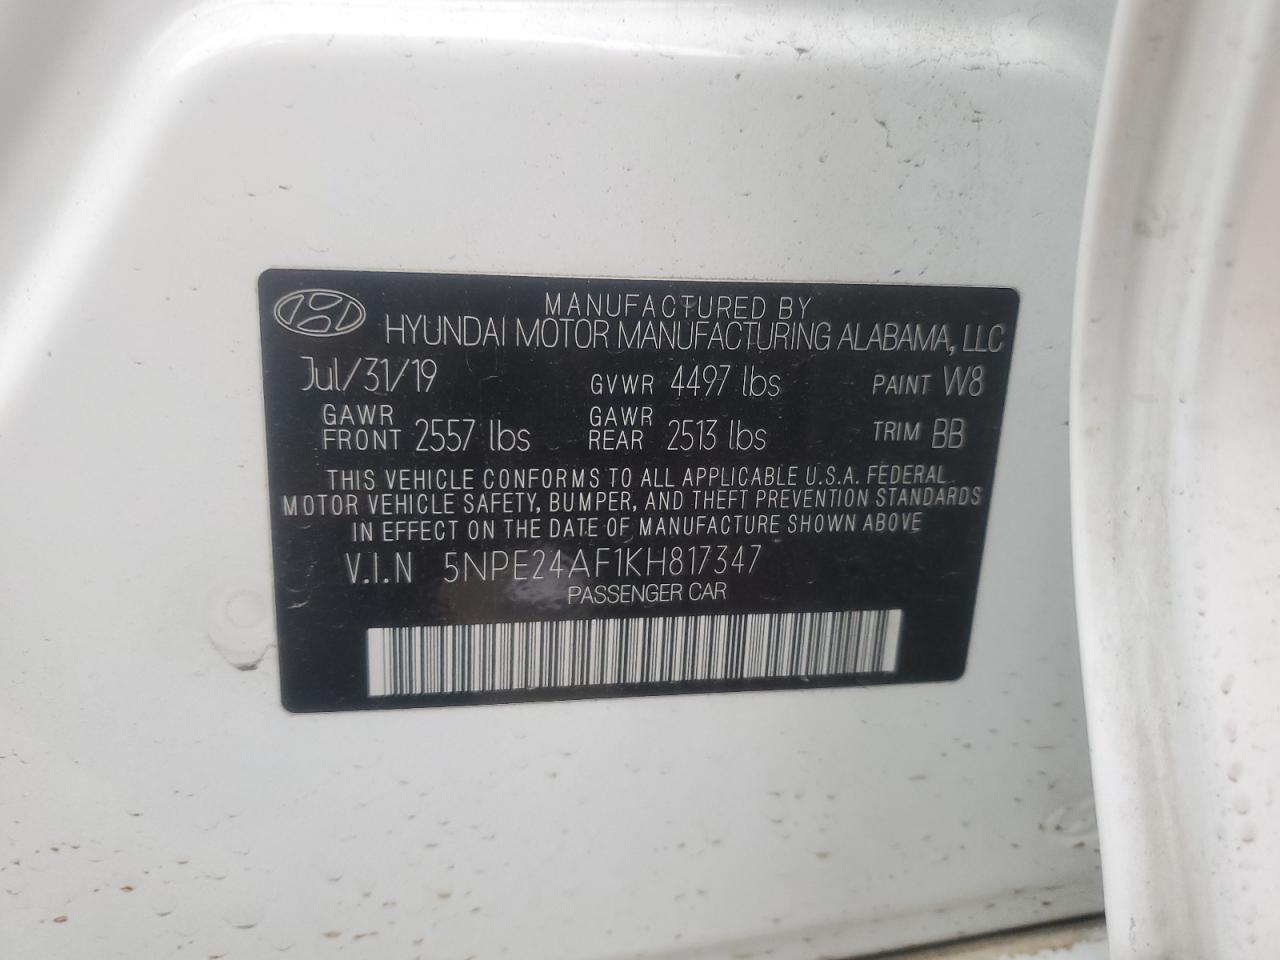 MANUFACTURED BY
HYUNDAI MOTOR MANUFACTURING ALABAMA, LLC
Jul/31/19 GVWR 4497 lbs PAINT W8
GAWR FRONT 2557 lbs GAWR REAR 2513 lbs TRIM BB
THIS VEHICLE CONFORMS TO ALL APPLICABLE U.S.A. FEDERAL
MOTOR VEHICLE SAFETY, BUMPER, AND THEFT PREVENTION STANDARDS
IN EFFECT ON THE DATE OF MANUFACTURE SHOWN ABOVE
V.I.N 5NPE24AF1KH817347
PASSENGER CAR